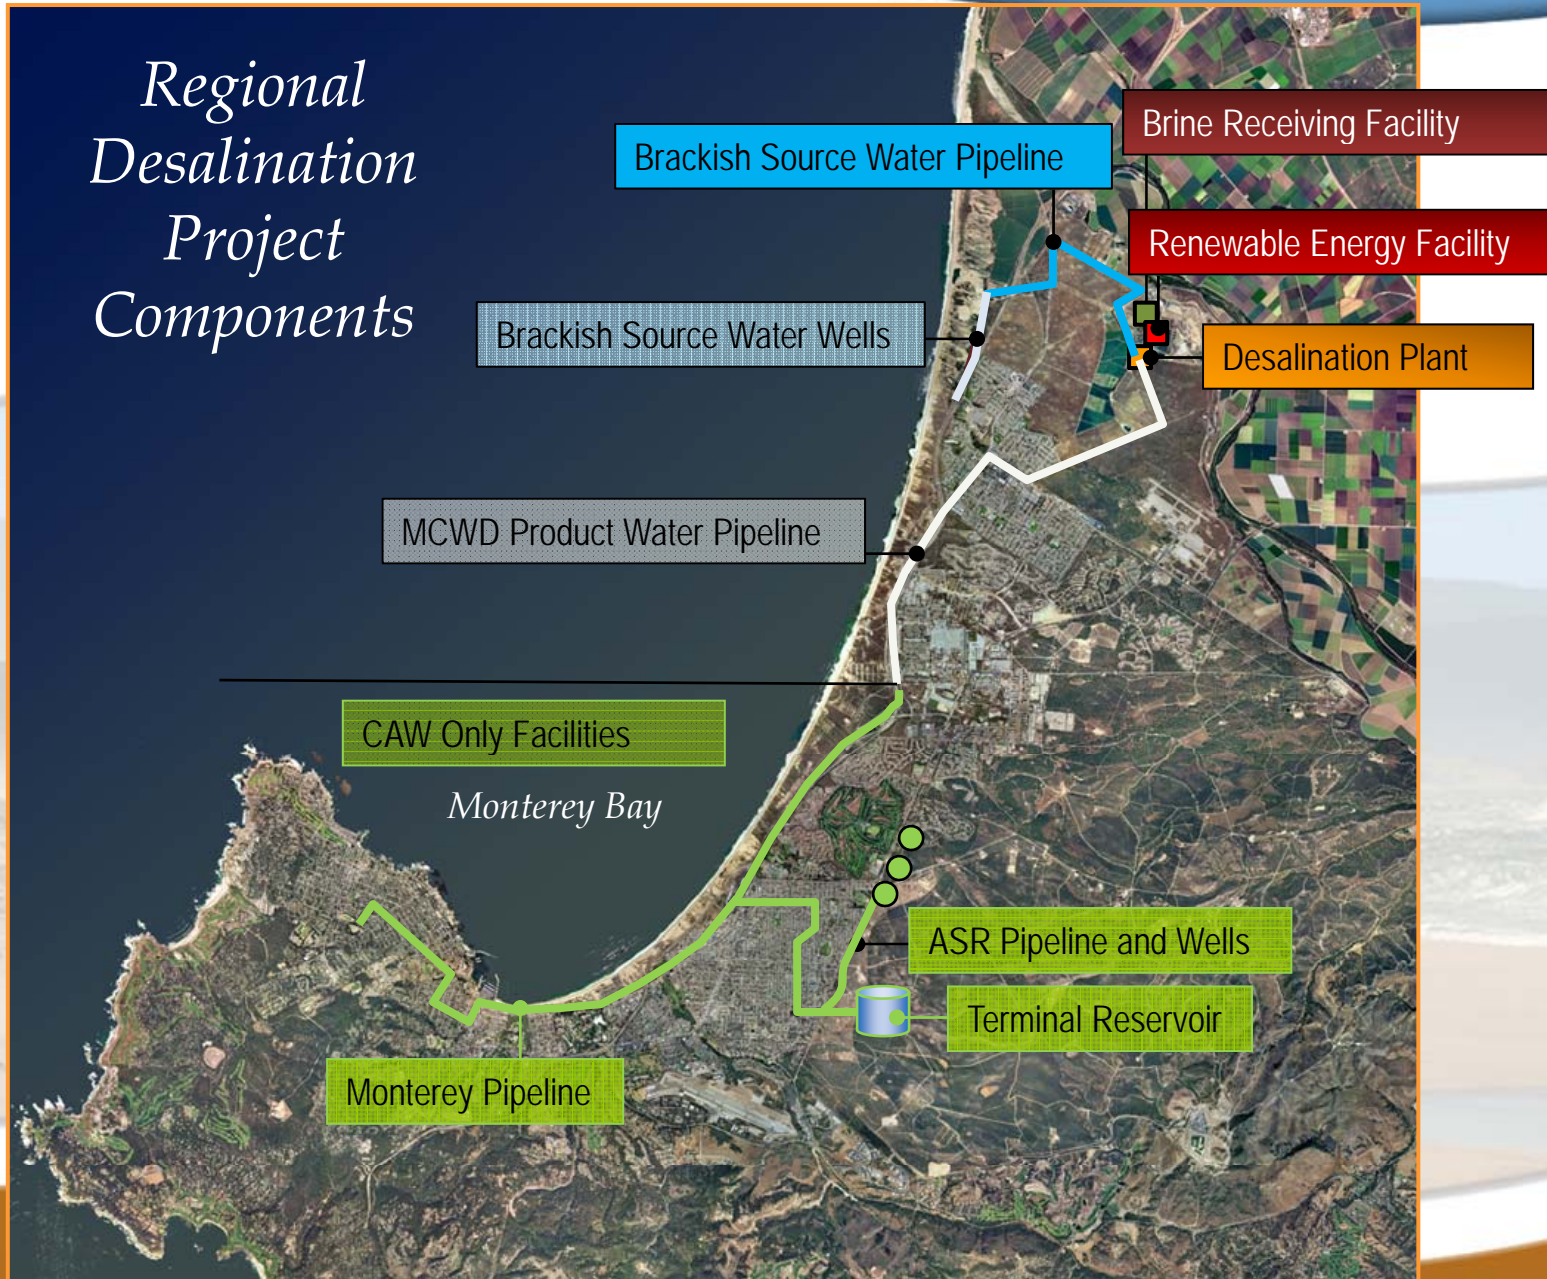 Regional
Desalination
Project
Components
Brine Receiving Facility
Brackish Source Water Pipeline
Renewable Energy Facility
Brackish Source Water Wells
Desalination Plant
MCWD Product Water Pipeline
CAW Only Facilities
Monterey Bay
ASR Pipeline and Wells
Terminal Reservoir
Monterey Pipeline